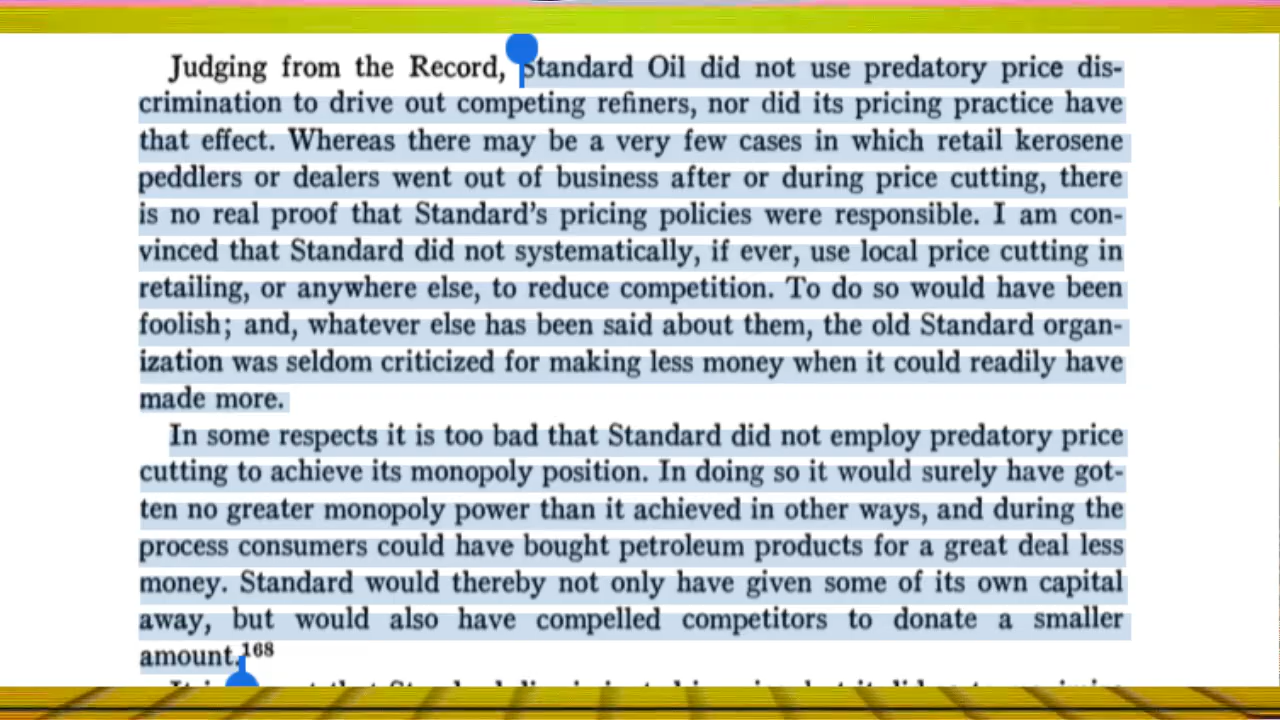 Judging from the Record, Standard Oil did not use predatory price dis-
crimination to drive out competing refiners, nor did its pricing practice have
that effect. Whereas there may be a very few cases in which retail kerosene
peddlers or dealers went out of business after or during price cutting, there
is no real proof that Standard's pricing policies were responsible. I am con-
vinced that Standard did not systematically, if ever, use local price cutting in
retailing, or anywhere else, to reduce competition. To do so would have been
foolish; and, whatever else has been said about them, the old Standard organ-
ization was seldom criticized for making less money when it could readily have
made more.
In some respects it is too bad that Standard did not employ predatory price
cutting to achieve its monopoly position. In doing so it would surely have got-
ten no greater monopoly power than it achieved in other ways, and during the
process consumers could have bought petroleum products for a great deal less
money. Standard would thereby not only have given some of its own capital
away, but would also have compelled competitors to donate a smaller
amount.168